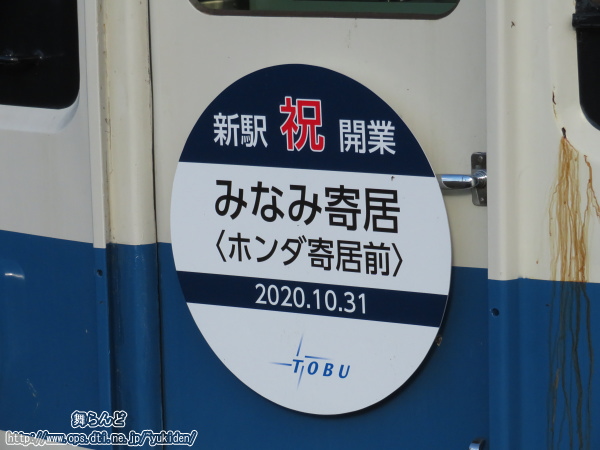 新駅 祝 開業
みなみ寄居
〈ホンダ寄居前〉
2020.10.31
TOBU
舞らんど
http://www.ops.dti.ne.jp/yukiden/